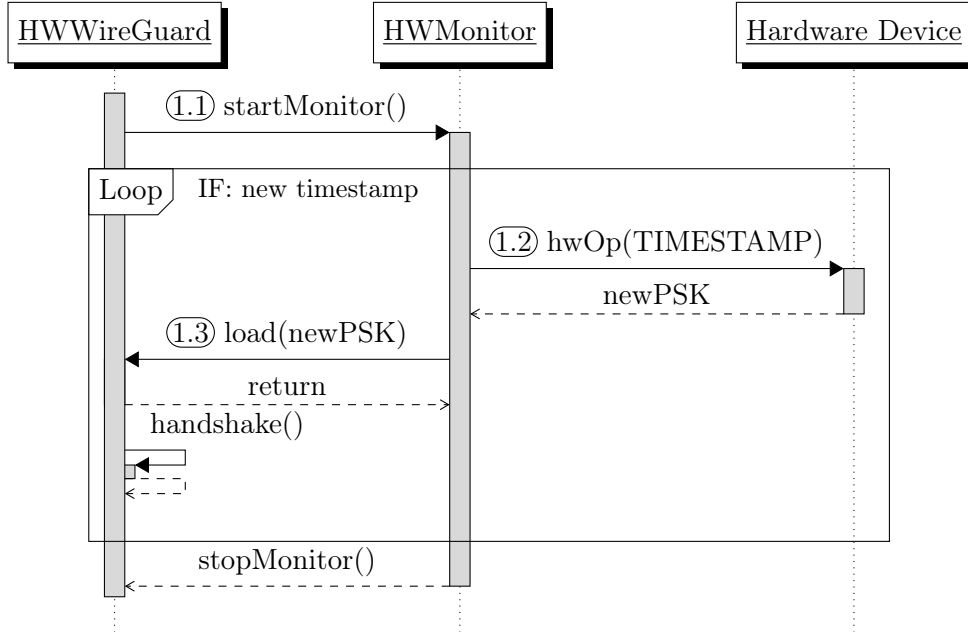 HWWireGuard
HWMonitor
Hardware Device
1.1 startMonitor()
Loop
IF: new timestamp
1.2 hwOp(TIMESTAMP)
newPSK
1.3 load(newPSK)
return
handshake()
stopMonitor()